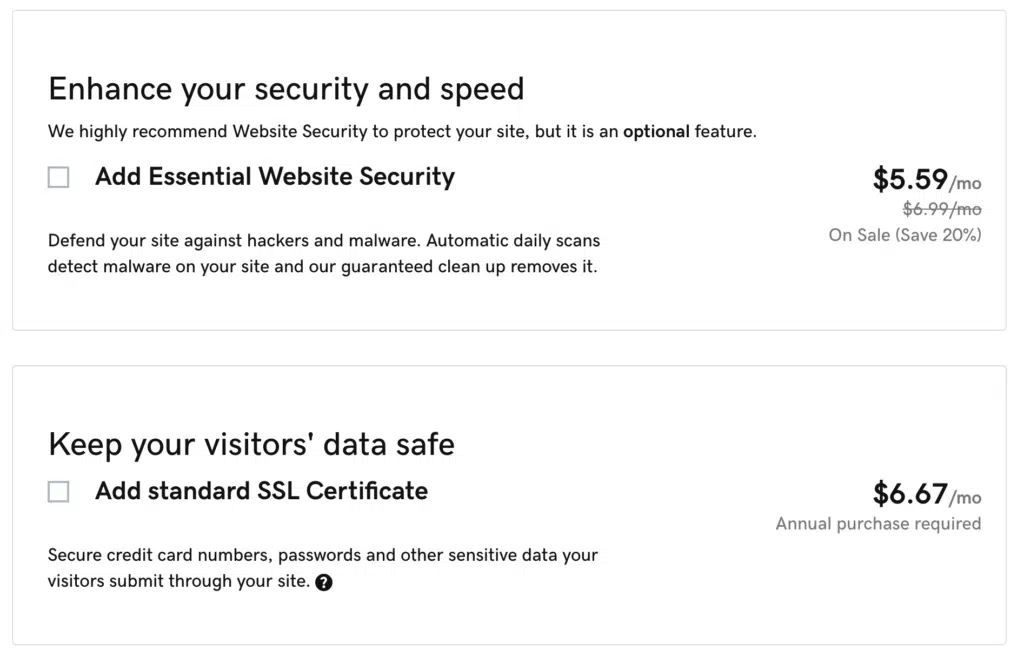 Enhance your security and speed
We highly recommend Website Security to protect your site, but it is an optional feature.
Add Essential Website Security
$5.59/mo
$6.99/mo
On Sale (Save 20%)
Defend your site against hackers and malware. Automatic daily scans
detect malware on your site and our guaranteed clean up removes it.
Keep your visitors' data safe
Add standard SSL Certificate
$6.67/mo
Annual purchase required
Secure credit card numbers, passwords and other sensitive data your
visitors submit through your site. ?